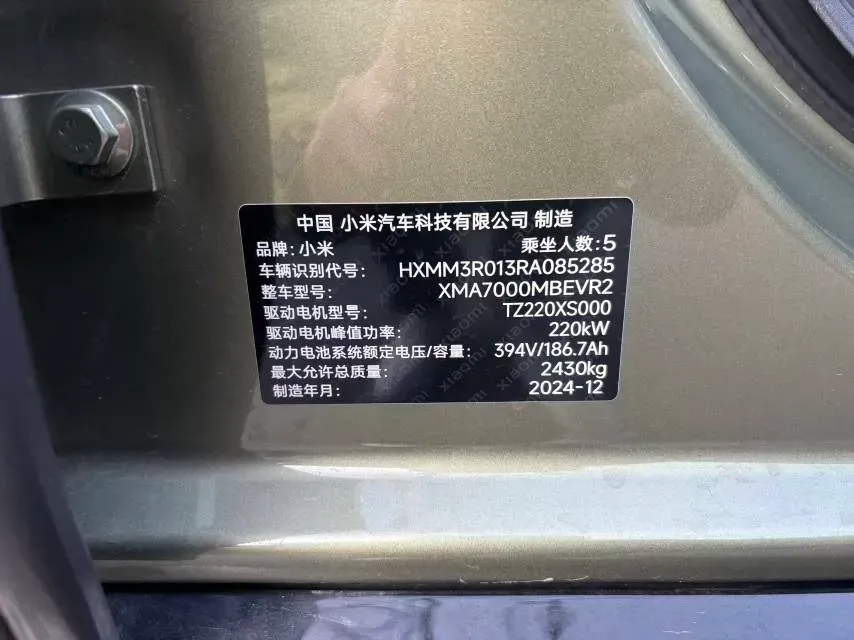 中国 小米汽车科技有限公司 制造
品牌: 小米 乘坐人数: 5
车辆识别代号: HXMM3R013RA085285
整车型号: XMA7000MBEVR2
驱动电机型号: TZ220XS000
驱动电机峰值功率: 220kW
动力电池系统额定电压/容量: 394V/186.7Ah
最大允许总质量: 2430kg
制造年月: 2024-12
xiaomi